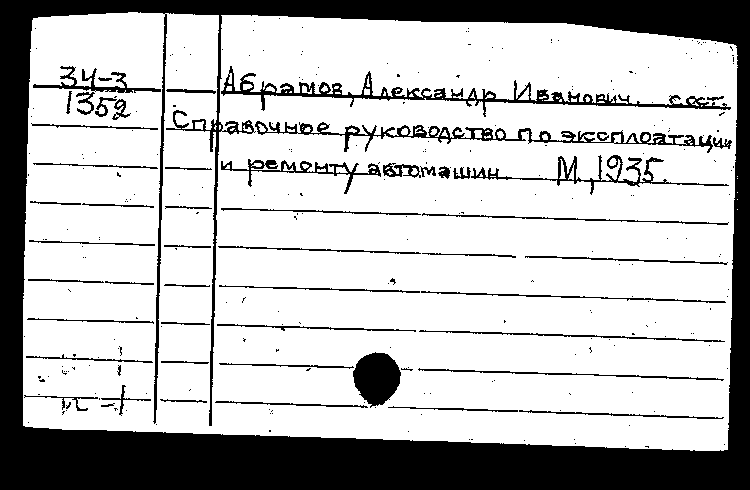 34-3
1352
Абрамов, Александр Иванович. сост.
Справочное руководство по эксплоатации
и ремонту автомашин. М., 1935.